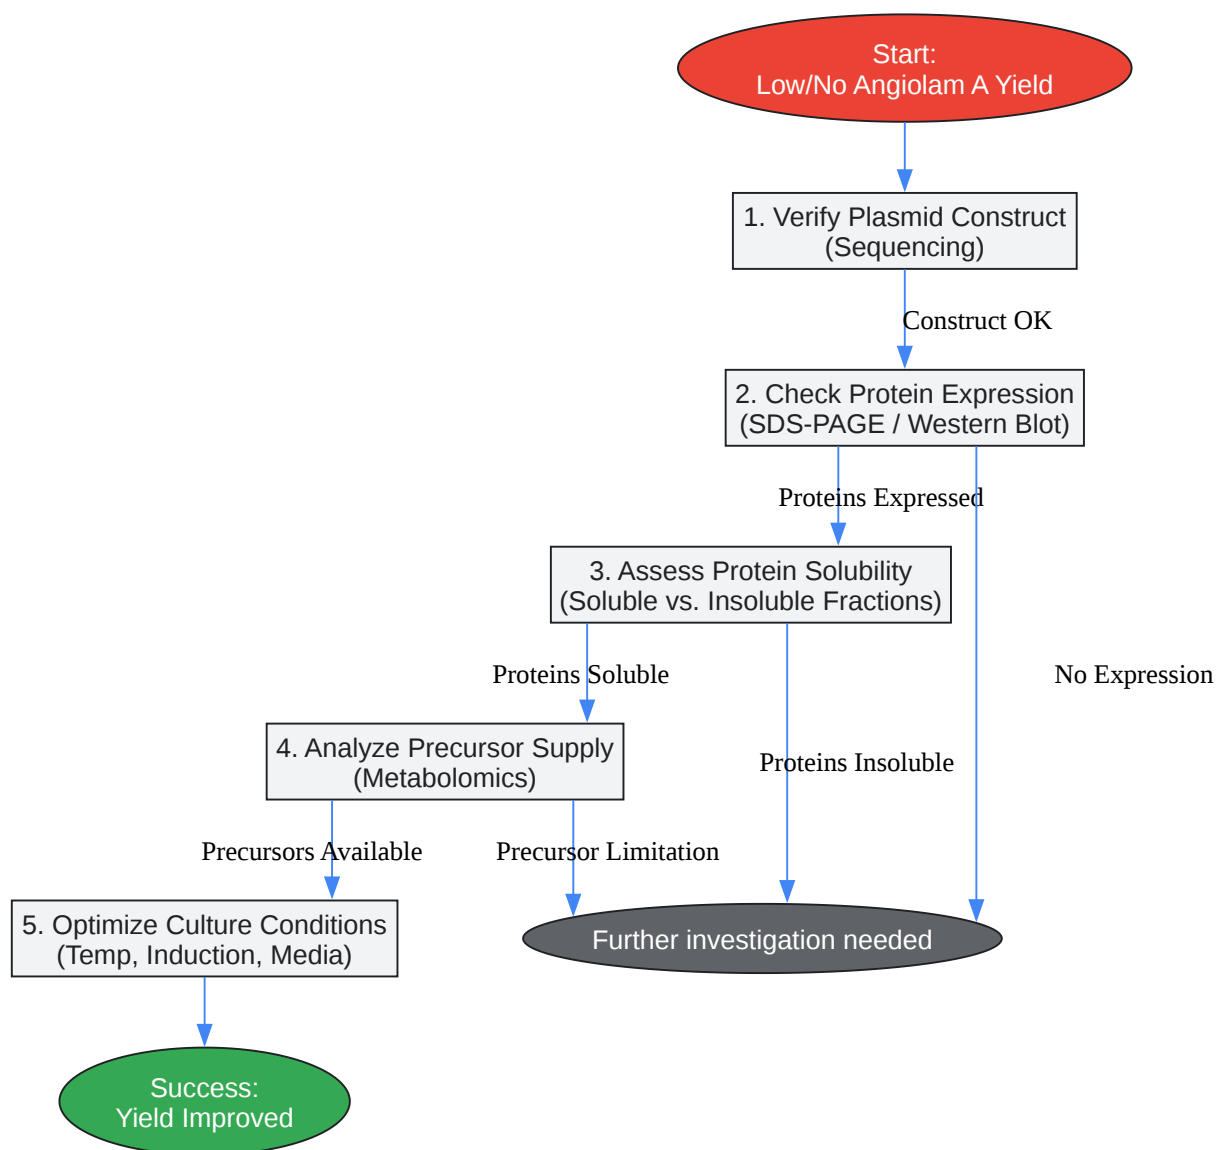 Start:
Low/No Angiolam A Yield
1. Verify Plasmid Construct
(Sequencing)
Construct OK
2. Check Protein Expression
(SDS-PAGE / Western Blot)
Proteins Expressed
3. Assess Protein Solubility
(Soluble vs. Insoluble Fractions)
Proteins Soluble
No Expression
4. Analyze Precursor Supply
(Metabolomics)
Proteins Insoluble
Precursors Available
Precursor Limitation
5. Optimize Culture Conditions
(Temp, Induction, Media)
Further investigation needed
Success:
Yield Improved